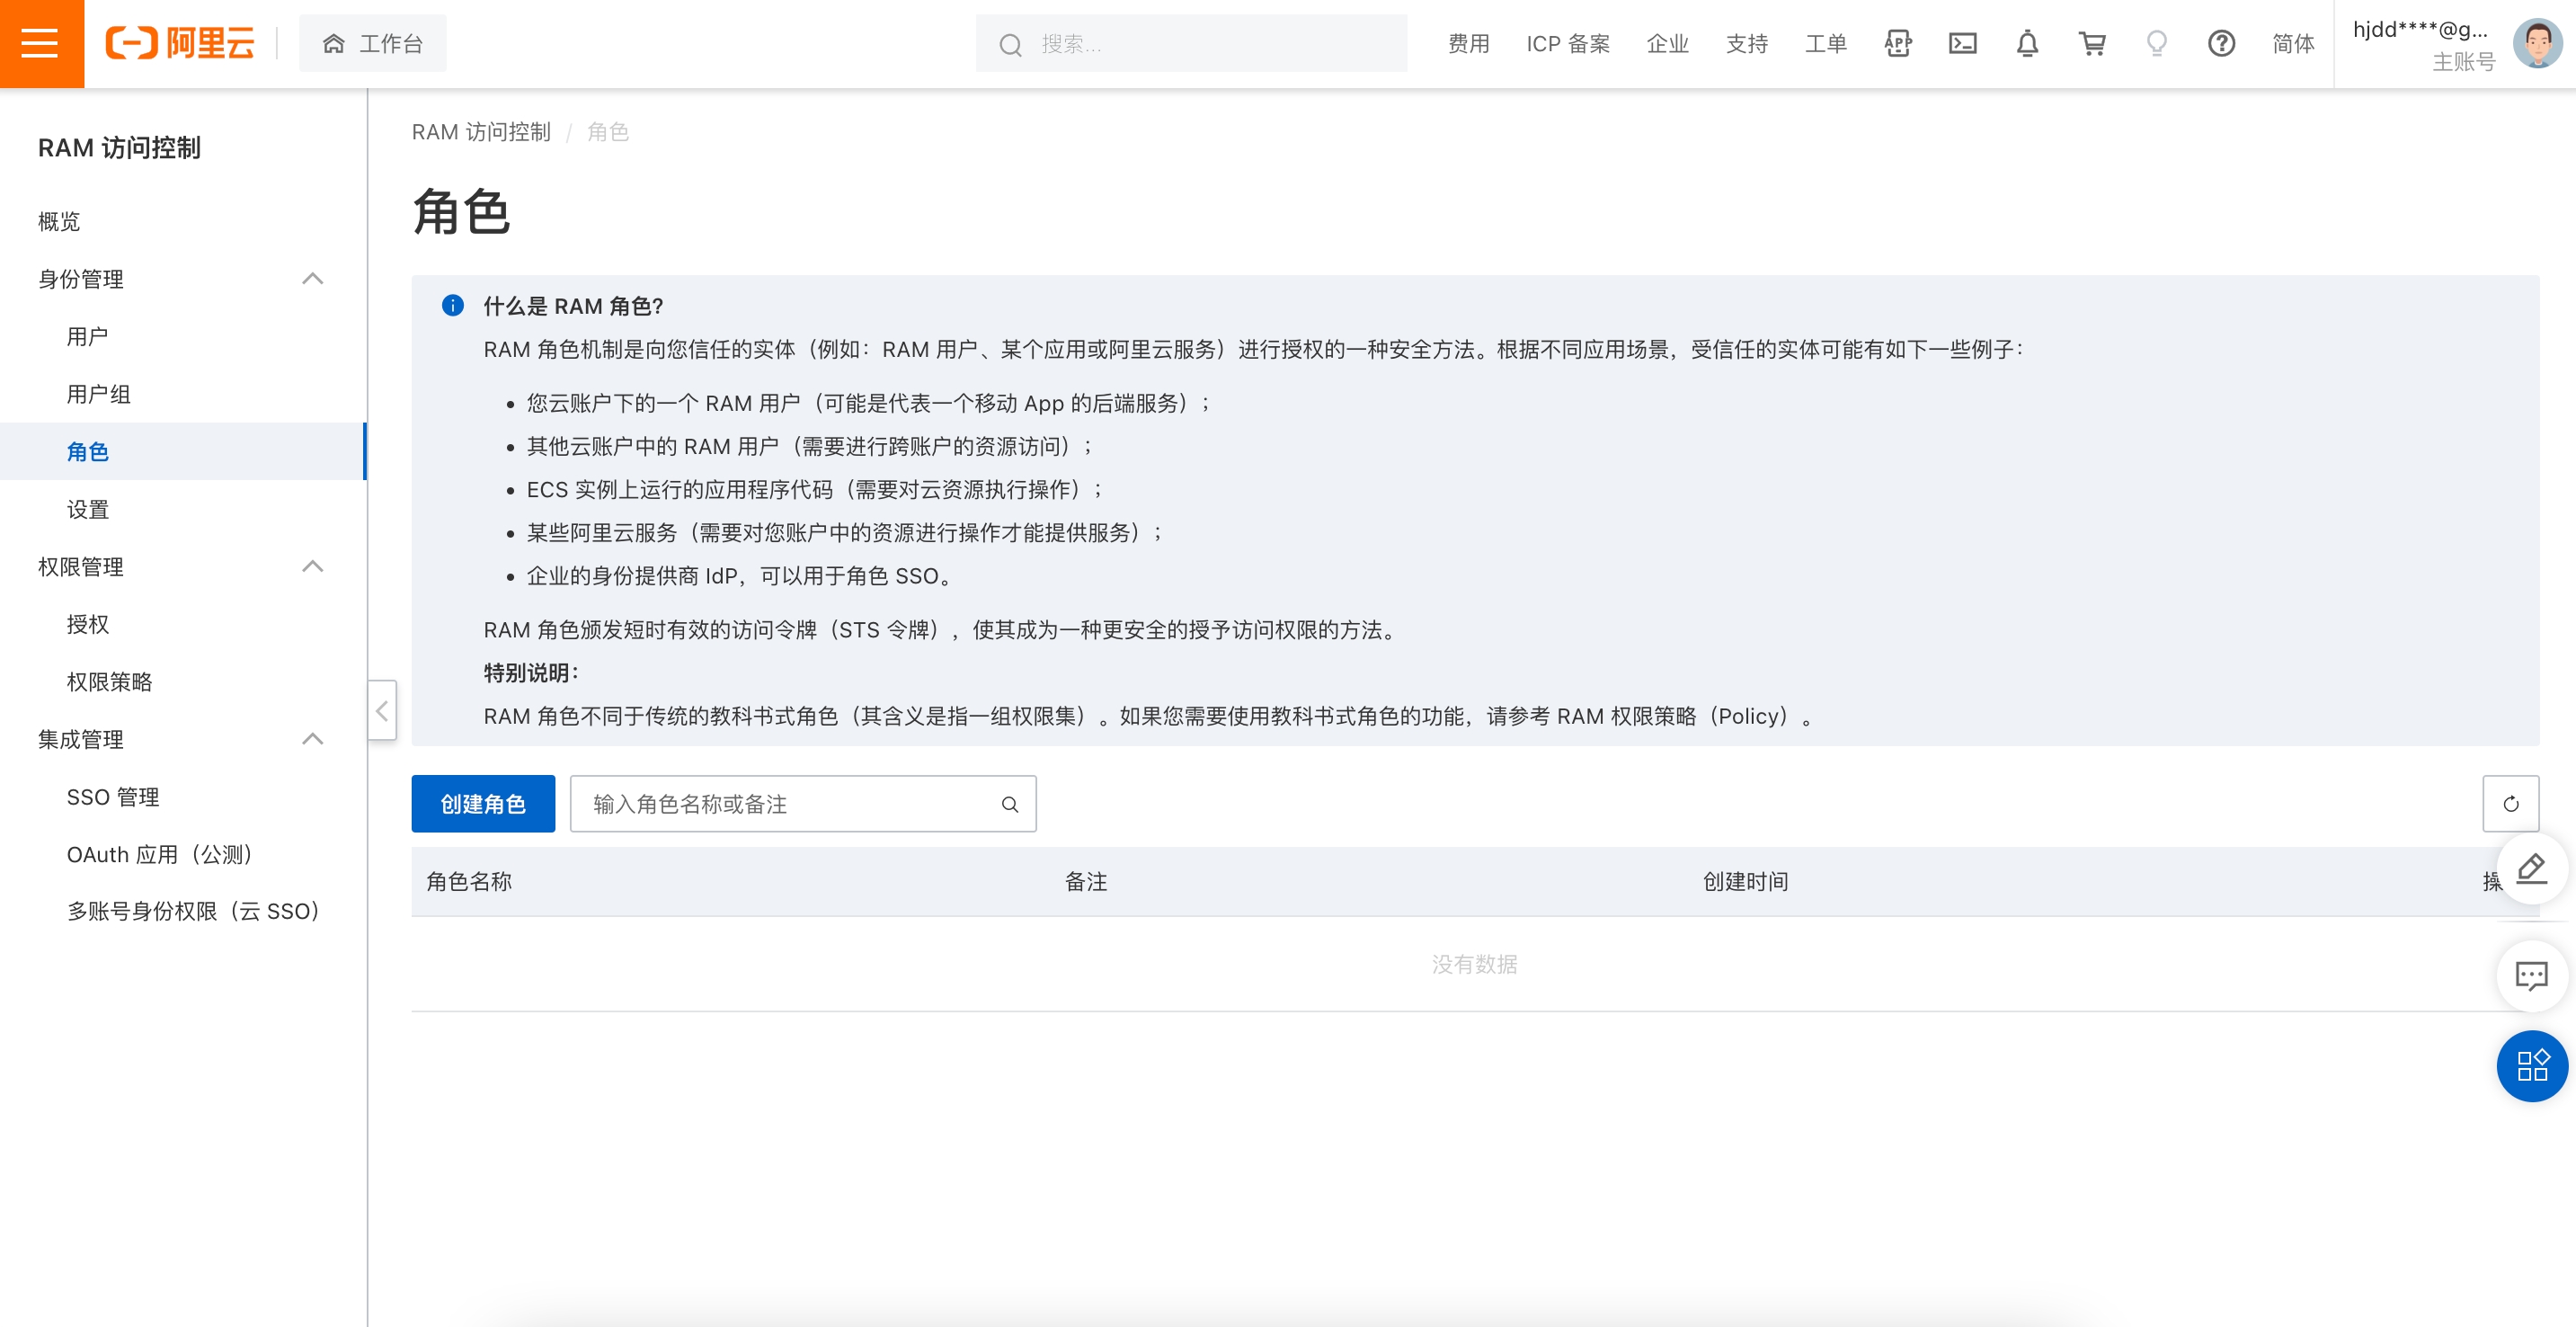 阿里云
工作台
搜索...
费用
ICP 备案
企业
支持
工单
APP
简体
hjdd****@g...
主账号
RAM 访问控制
概览
身份管理
用户
用户组
角色
设置
权限管理
授权
权限策略
集成管理
SSO 管理
OAuth 应用（公测）
多账号身份权限（云 SSO）
RAM 访问控制 / 角色
角色
什么是 RAM 角色?
RAM 角色机制是向您信任的实体（例如：RAM 用户、某个应用或阿里云服务）进行授权的一种安全方法。根据不同应用场景，受信任的实体可能有如下一些例子：
• 您云账户下的一个 RAM 用户（可能是代表一个移动 App 的后端服务）；
• 其他云账户中的 RAM 用户（需要进行跨账户的资源访问）；
• ECS 实例上运行的应用程序代码（需要对云资源执行操作）；
• 某些阿里云服务（需要对您账户中的资源进行操作才能提供服务）；
• 企业的身份提供商 IdP，可以用于角色 SSO。
RAM 角色颁发短时有效的访问令牌（STS 令牌），使其成为一种更安全的授予访问权限的方法。
特别说明：
RAM 角色不同于传统的教科书式角色（其含义是指一组权限集）。如果您需要使用教科书式角色的功能，请参考 RAM 权限策略（Policy）。
创建角色
输入角色名称或备注
角色名称
备注
创建时间
操
没有数据